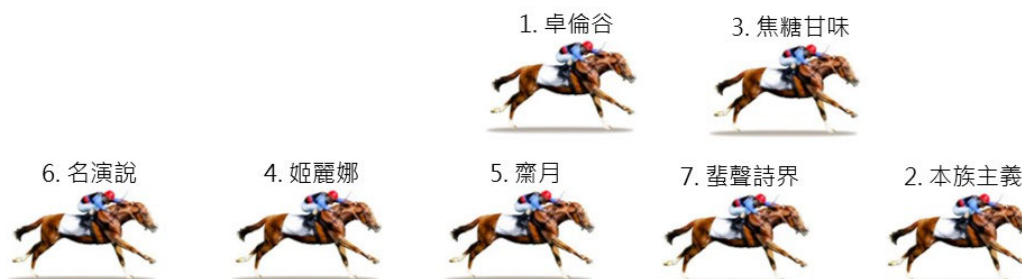 1. 卓倫谷
3. 焦糖甘味
6. 名演說
4. 姬麗娜
5. 齋月
7. 蜚聲詩界
2. 本族主義